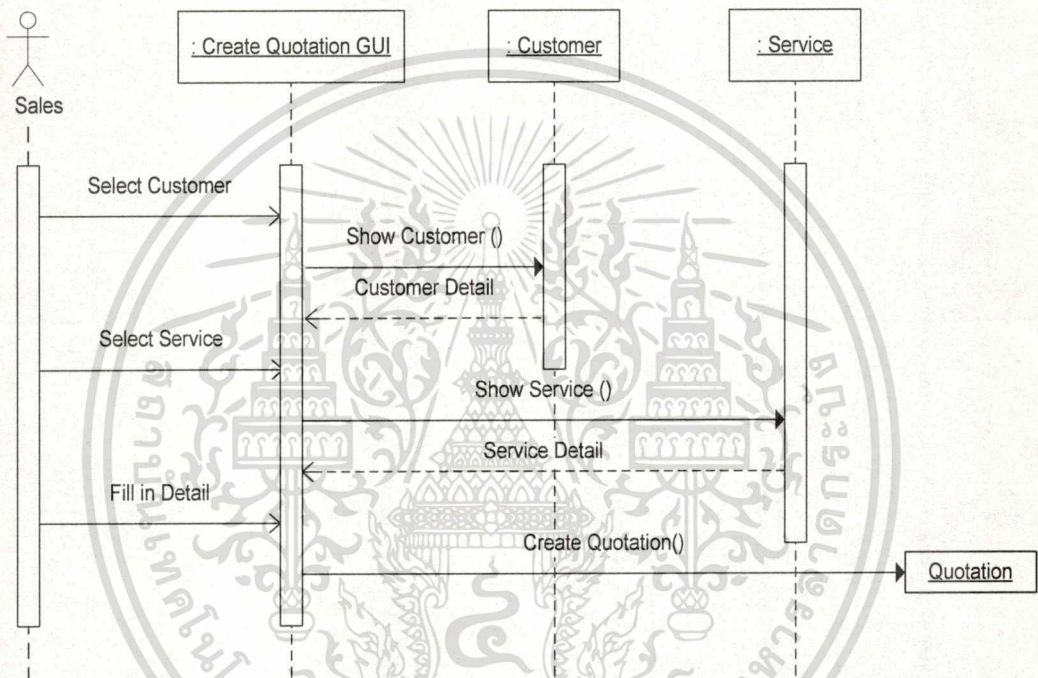 : Create Quotation GUI
: Customer
: Service
Sales
Select Customer
Show Customer ()
Customer Detail
Select Service
Show Service ()
Service Detail
Fill in Detail
Create Quotation()
Quotation